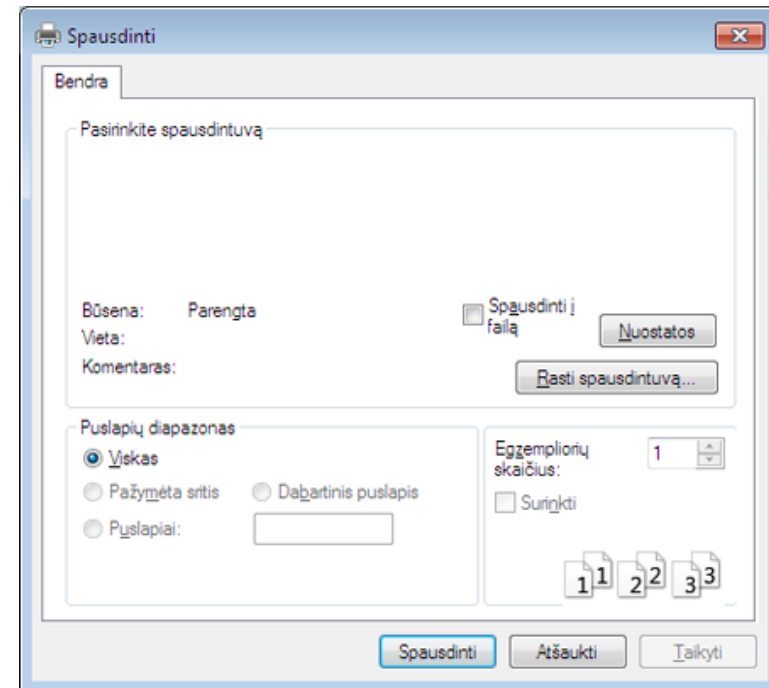 Spausdinti
Bendra
Pasirinkite spausdintuvą
Būsena: Parengta
Vieta:
Komentaras:
Spausdinti į
failą
Nuostatos
Rasti spausdintuvą...
Puslapių diapazonas
Viskas
Pažymėta sritis Dabartinis puslapis
Puslapiai:
Egzempliorių
skaičius:
1
Surinkti
1 1 2 2 3 3
Spausdinti Atšaukti Taikyti